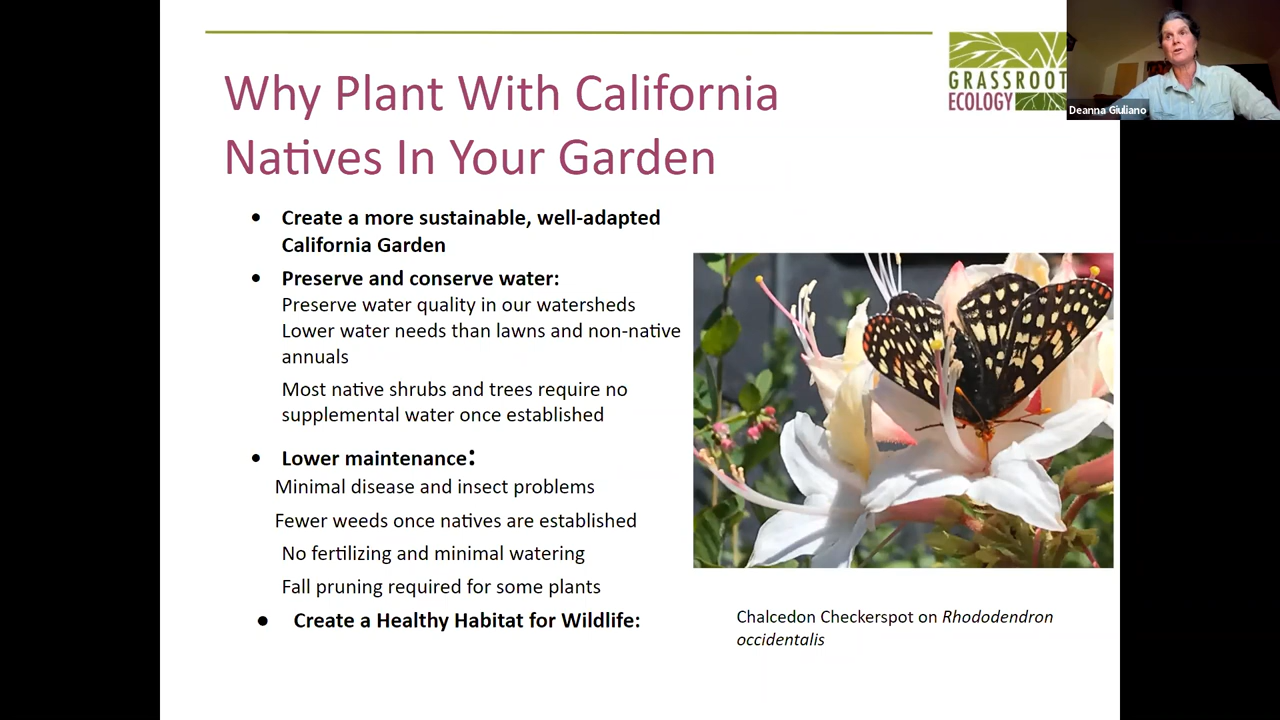 GRASSROOT
ECOLOGY
Deanna Giuliano
Why Plant With California
Natives In Your Garden
• Create a more sustainable, well-adapted
California Garden
• Preserve and conserve water:
Preserve water quality in our watersheds
Lower water needs than lawns and non-native
annuals
Most native shrubs and trees require no
supplemental water once established
• Lower maintenance:
Minimal disease and insect problems
Fewer weeds once natives are established
No fertilizing and minimal watering
Fall pruning required for some plants
• Create a Healthy Habitat for Wildlife:
Chalcedon Checkerspot on Rhododendron
occidentalis